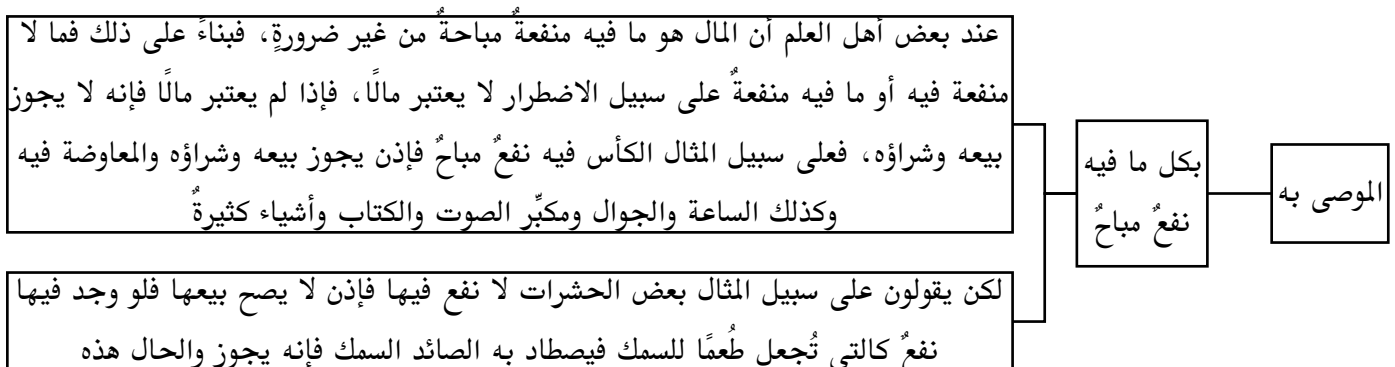 الموصى به
بكل ما فيه
نفعٌ مباحٌ
عند بعض أهل العلم أن المال هو ما فيه منفعةٌ مباحةٌ من غير ضرورةٍ، فبناءً على ذلك فما لا
منفعة فيه أو ما فيه منفعةٌ على سبيل الاضطرار لا يعتبر مالًا، فإذا لم يعتبر مالًا فإنه لا يجوز
بيعه وشراؤه، فعلى سبيل المثال الكأس فيه نفعٌ مباحٌ فإذن يجوز بيعه وشراؤه والمعاوضة فيه
وكذلك الساعة والجوال ومكبِّر الصوت والكتاب وأشياء كثيرةٌ
لكن يقولون على سبيل المثال بعض الحشرات لا نفع فيها فإذن لا يصح بيعها فلو وجد فيها
نفعٌ كالتي تُجعل طُعمًا للسمك فيصطاد به الصائد السمك فإنه يجوز والحال هذه